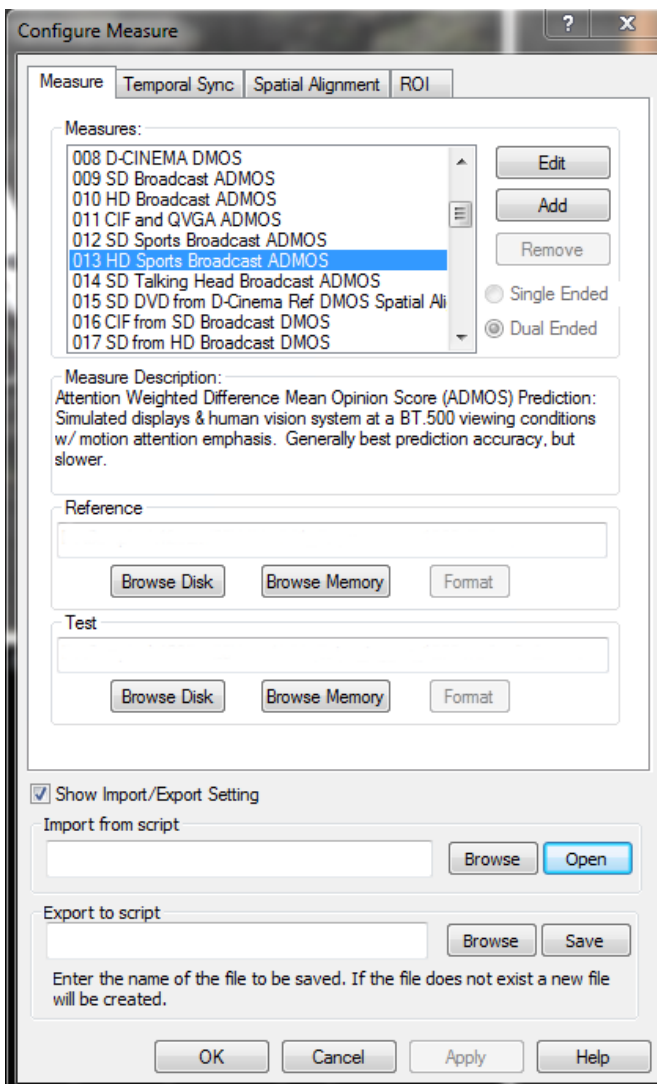 Configure Measure
? X
Measure Temporal Sync Spatial Alignment ROI
Measures:
008 D-CINEMA DMOS
009 SD Broadcast ADMOS
010 HD Broadcast ADMOS
011 CIF and QVGA ADMOS
012 SD Sports Broadcast ADMOS
013 HD Sports Broadcast ADMOS
014 SD Talking Head Broadcast ADMOS
015 SD DVD from D-Cinema Ref DMOS Spatial Ali
016 CIF from SD Broadcast DMOS
017 SD from HD Broadcast DMOS
Edit
Add
Remove
Single Ended
Dual Ended
Measure Description:
Attention Weighted Difference Mean Opinion Score (ADMOS) Prediction:
Simulated displays & human vision system at a BT.500 viewing conditions
w/ motion attention emphasis. Generally best prediction accuracy, but
slower.
Reference
Browse Disk Browse Memory Format
Test
Browse Disk Browse Memory Format
Show Import/Export Setting
Import from script
Browse Open
Export to script
Browse Save
Enter the name of the file to be saved. If the file does not exist a new file
will be created.
OK Cancel Apply Help